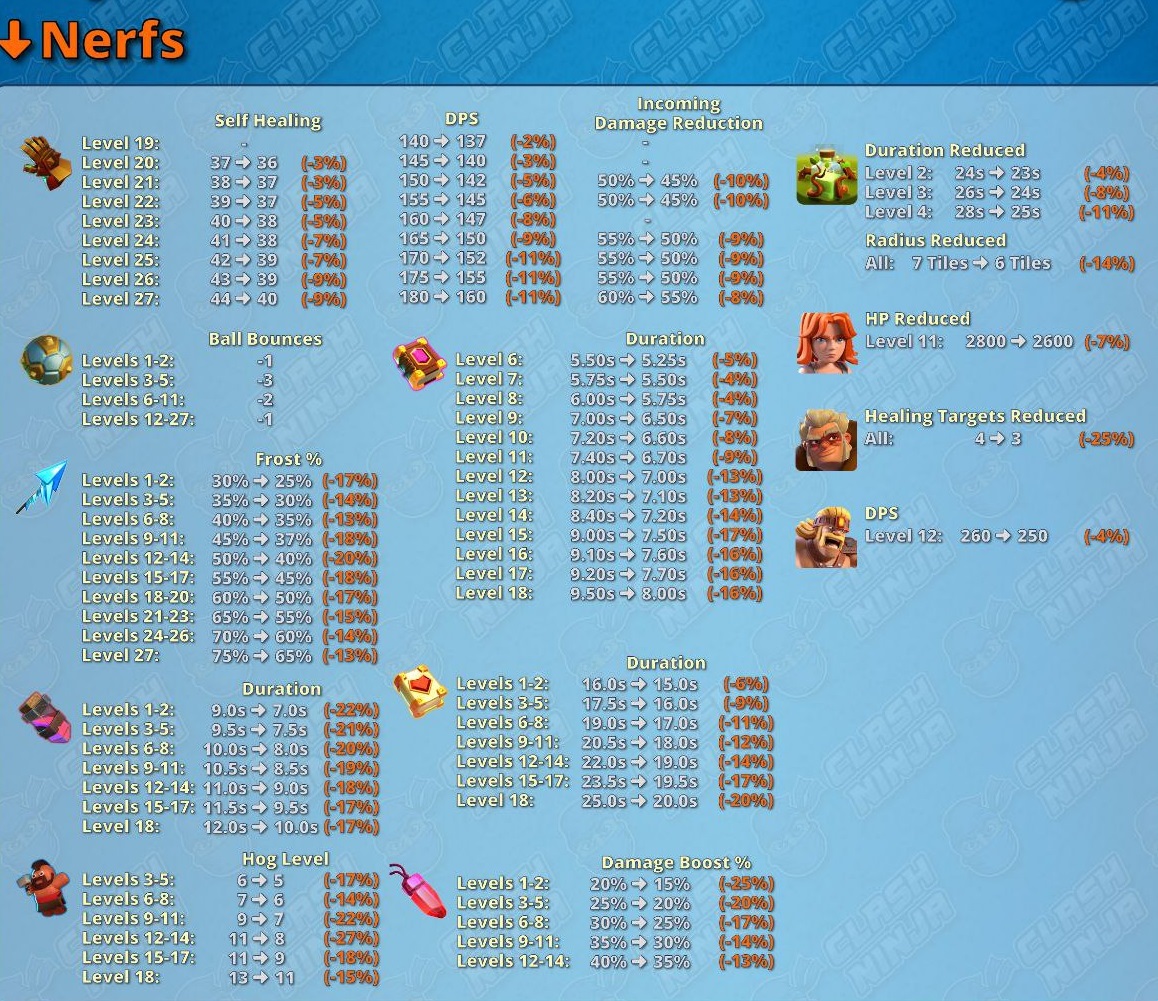 Nerfs
Self Healing DPS Incoming Damage Reduction
Level 19: - 140 → 137 (-2%) -
Level 20: 37 → 36 (-3%) 145 → 140 (-3%) -
Level 21: 38 → 37 (-3%) 150 → 142 (-5%) 50% → 45% (-10%)
Level 22: 39 → 37 (-5%) 155 → 145 (-6%) 50% → 45% (-10%)
Level 23: 40 → 38 (-5%) 160 → 147 (-8%) -
Level 24: 41 → 38 (-7%) 165 → 150 (-9%) 55% → 50% (-9%)
Level 25: 42 → 39 (-7%) 170 → 152 (-11%) 55% → 50% (-9%)
Level 26: 43 → 39 (-9%) 175 → 155 (-11%) 55% → 50% (-9%)
Level 27: 44 → 40 (-9%) 180 → 160 (-11%) 60% → 55% (-8%)
Ball Bounces
Levels 1-2: -1
Levels 3-5: -3
Levels 6-11: -2
Levels 12-27: -1
Frost %
Levels 1-2: 30% → 25% (-17%)
Levels 3-5: 35% → 30% (-14%)
Levels 6-8: 40% → 35% (-13%)
Levels 9-11: 45% → 37% (-18%)
Levels 12-14: 50% → 40% (-20%)
Levels 15-17: 55% → 45% (-18%)
Levels 18-20: 60% → 50% (-17%)
Levels 21-23: 65% → 55% (-15%)
Levels 24-26: 70% → 60% (-14%)
Level 27: 75% → 65% (-13%)
Duration
Levels 1-2: 9.0s → 7.0s (-22%)
Levels 3-5: 9.5s → 7.5s (-21%)
Levels 6-8: 10.0s → 8.0s (-20%)
Levels 9-11: 10.5s → 8.5s (-19%)
Levels 12-14: 11.0s → 9.0s (-18%)
Levels 15-17: 11.5s → 9.5s (-17%)
Level 18: 12.0s → 10.0s (-17%)
Hog Level
Levels 3-5: 6 → 5 (-17%)
Levels 6-8: 7 → 6 (-14%)
Levels 9-11: 9 → 7 (-22%)
Levels 12-14: 11 → 8 (-27%)
Levels 15-17: 11 → 9 (-18%)
Level 18: 13 → 11 (-15%)
Duration
Level 6: 5.50s → 5.25s (-5%)
Level 7: 5.75s → 5.50s (-4%)
Level 8: 6.00s → 5.75s (-4%)
Level 9: 7.00s → 6.50s (-7%)
Level 10: 7.20s → 6.60s (-8%)
Level 11: 7.40s → 6.70s (-9%)
Level 12: 8.00s → 7.00s (-13%)
Level 13: 8.20s → 7.10s (-13%)
Level 14: 8.40s → 7.20s (-14%)
Level 15: 9.00s → 7.50s (-17%)
Level 16: 9.10s → 7.60s (-16%)
Level 17: 9.20s → 7.70s (-16%)
Level 18: 9.50s → 8.00s (-16%)
Duration
Levels 1-2: 16.0s → 15.0s (-6%)
Levels 3-5: 17.5s → 16.0s (-9%)
Levels 6-8: 19.0s → 17.0s (-11%)
Levels 9-11: 20.5s → 18.0s (-12%)
Levels 12-14: 22.0s → 19.0s (-14%)
Levels 15-17: 23.5s → 19.5s (-17%)
Level 18: 25.0s → 20.0s (-20%)
Damage Boost %
Levels 1-2: 20% → 15% (-25%)
Levels 3-5: 25% → 20% (-20%)
Levels 6-8: 30% → 25% (-17%)
Levels 9-11: 35% → 30% (-14%)
Levels 12-14: 40% → 35% (-13%)
Duration Reduced
Level 2: 24s → 23s (-4%)
Level 3: 26s → 24s (-8%)
Level 4: 28s → 25s (-11%)
Radius Reduced
All: 7 Tiles → 6 Tiles (-14%)
HP Reduced
Level 11: 2800 → 2600 (-7%)
Healing Targets Reduced
All: 4 → 3 (-25%)
DPS
Level 12: 260 → 250 (-4%)
CLASH NINJA